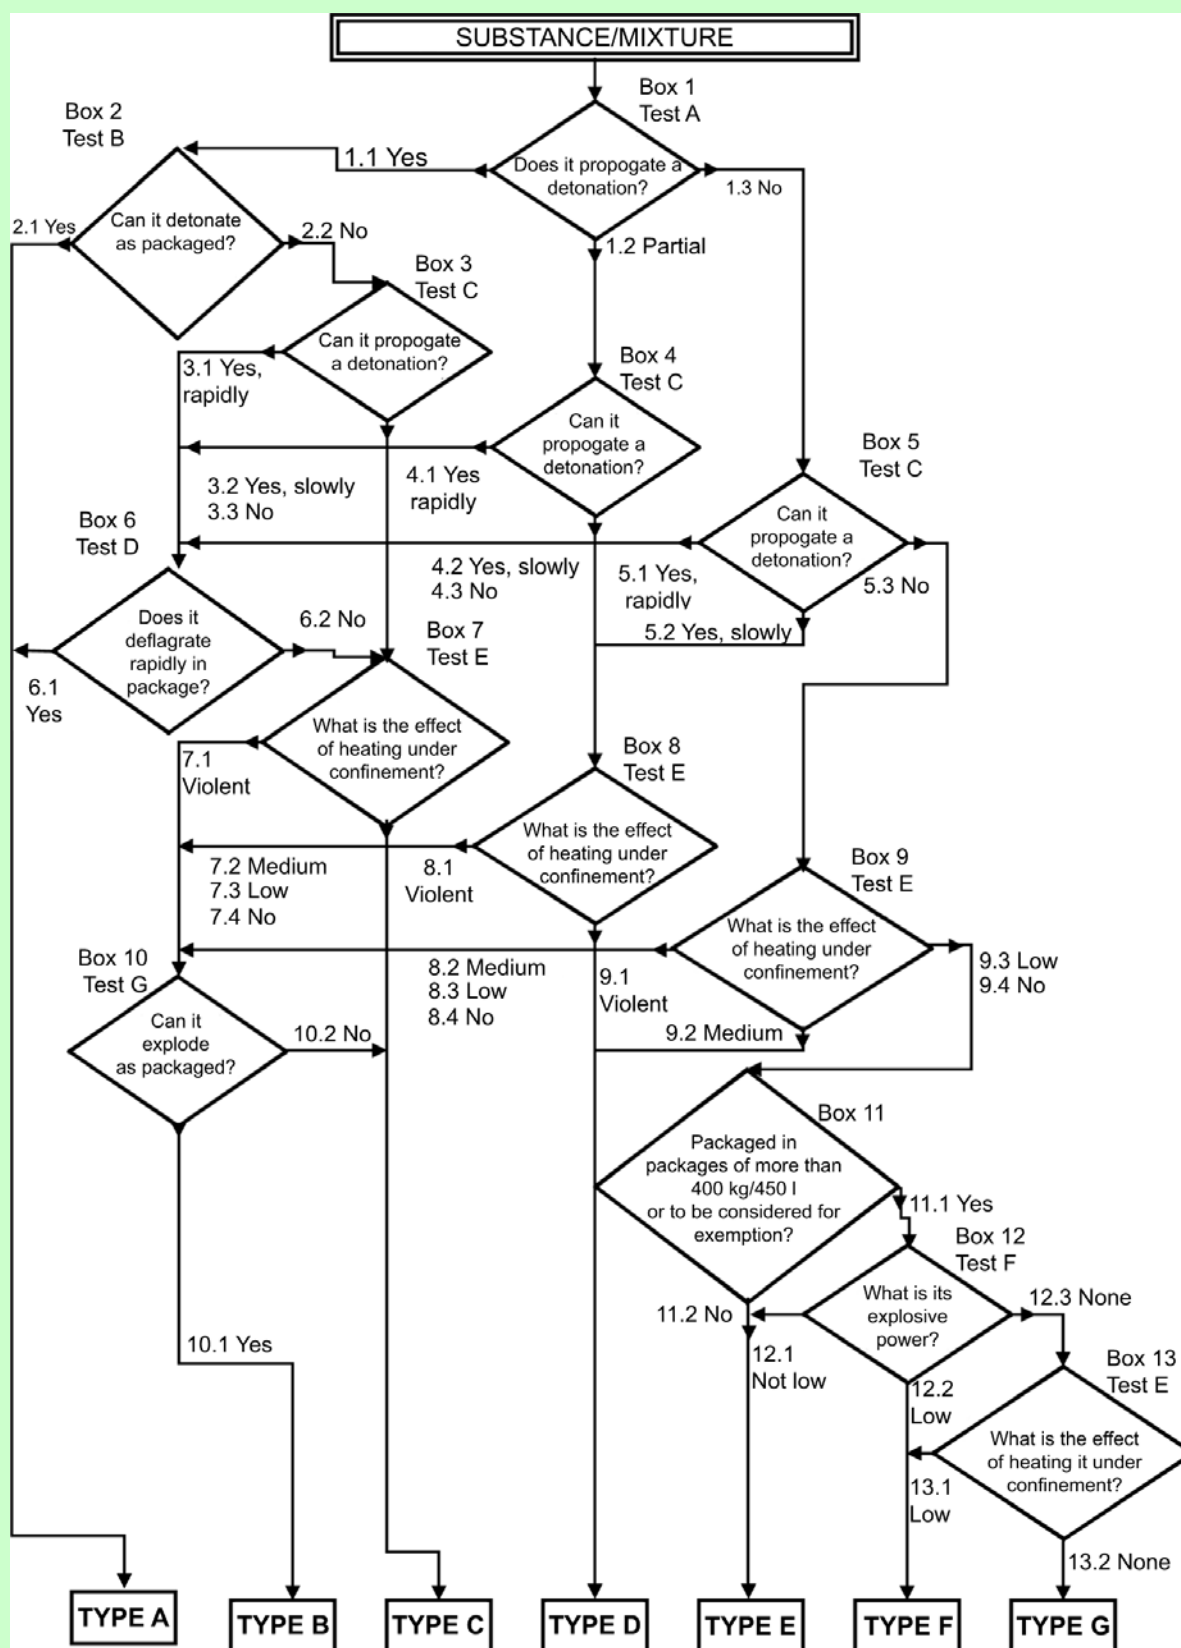 SUBSTANCE/MIXTURE
Box 1
Test A
Does it propogate a
detonation?
1.1 Yes
1.2 Partial
1.3 No
Box 2
Test B
Can it detonate
as packaged?
2.1 Yes
2.2 No
Box 3
Test C
Can it propogate
a detonation?
3.1 Yes,
rapidly
3.2 Yes, slowly
3.3 No
Box 4
Test C
Can it
propogate a
detonation?
4.1 Yes
rapidly
4.2 Yes, slowly
4.3 No
Box 5
Test C
Can it
propogate a
detonation?
5.1 Yes,
rapidly
5.2 Yes, slowly
5.3 No
Box 6
Test D
Does it
deflagrate
rapidly in
package?
6.1
Yes
6.2 No
Box 7
Test E
What is the effect
of heating under
confinement?
7.1
Violent
7.2 Medium
7.3 Low
7.4 No
Box 8
Test E
What is the effect
of heating under
confinement?
8.1
Violent
8.2 Medium
8.3 Low
8.4 No
Box 9
Test E
What is the effect
of heating under
confinement?
9.1
Violent
9.2 Medium
9.3 Low
9.4 No
Box 10
Test G
Can it
explode
as packaged?
10.1 Yes
10.2 No
Box 11
Packaged in
packages of more than
400 kg/450 l
or to be considered for
exemption?
11.1 Yes
11.2 No
Box 12
Test F
What is its
explosive
power?
12.1
Not low
12.2
Low
12.3 None
Box 13
Test E
What is the effect
of heating it under
confinement?
13.1
Low
13.2 None
TYPE A
TYPE B
TYPE C
TYPE D
TYPE E
TYPE F
TYPE G